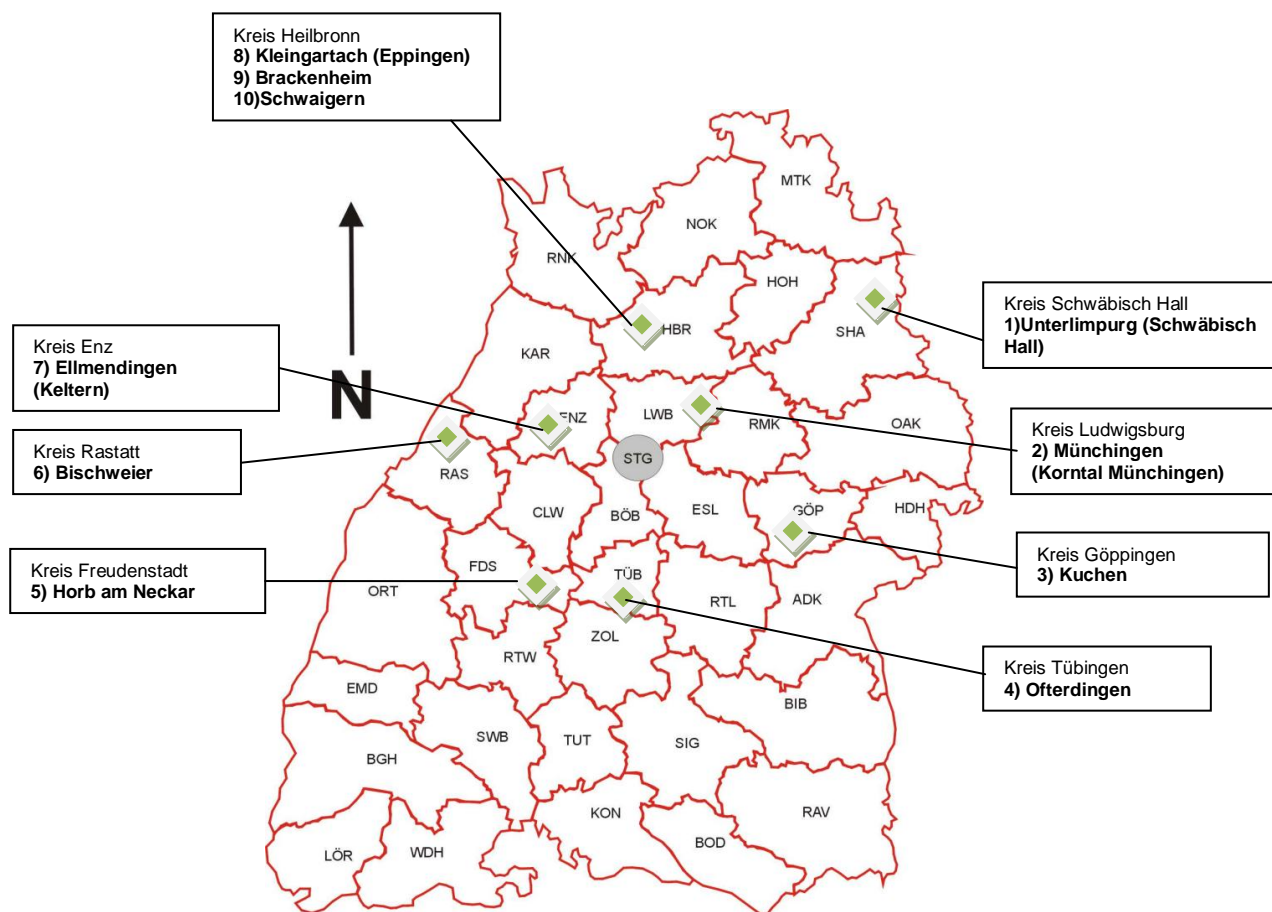 Kreis Heilbronn
8) Kleingartach (Eppingen)
9) Brackenheim
10)Schwaigern
MTK
NOK
RNK
HOH
Kreis Schwäbisch Hall
1)Unterlimpurg (Schwäbisch
Hall)
HBR
SHA
Kreis Enz
7) Ellmendingen
(Keltern)
KAR
N
ENZ
LWB
RMK
OAK
Kreis Ludwigsburg
2) Münchingen
(Korntal Münchingen)
Kreis Rastatt
6) Bischweier
RAS
STG
CLW
BÖB
ESL
GÖP
HDH
Kreis Göppingen
3) Kuchen
Kreis Freudenstadt
5) Horb am Neckar
ORT
FDS
TÜB
RTL
ADK
ZOL
RTW
Kreis Tübingen
4) Ofterdingen
EMD
BIB
SWB
TUT
SIG
BGH
KON
RAV
BOD
LÖR
WDH